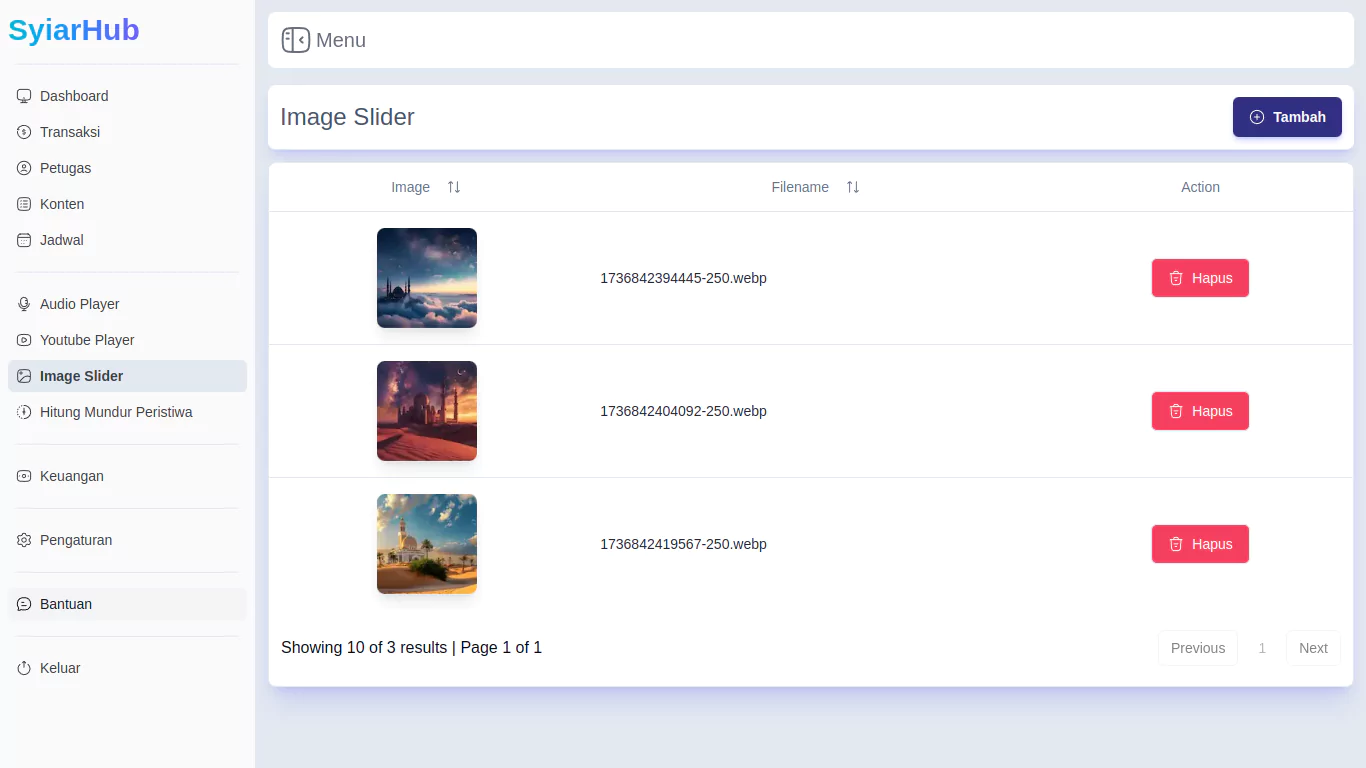 SyiarHub
Dashboard
Transaksi
Petugas
Konten
Jadwal
Audio Player
Youtube Player
Image Slider
Hitung Mundur Peristiwa
Keuangan
Pengaturan
Bantuan
Keluar
Menu
Image Slider
Tambah
Image Filename Action
1736842394445-250.webp Hapus
1736842404092-250.webp Hapus
1736842419567-250.webp Hapus
Showing 10 of 3 results | Page 1 of 1 Previous 1 Next